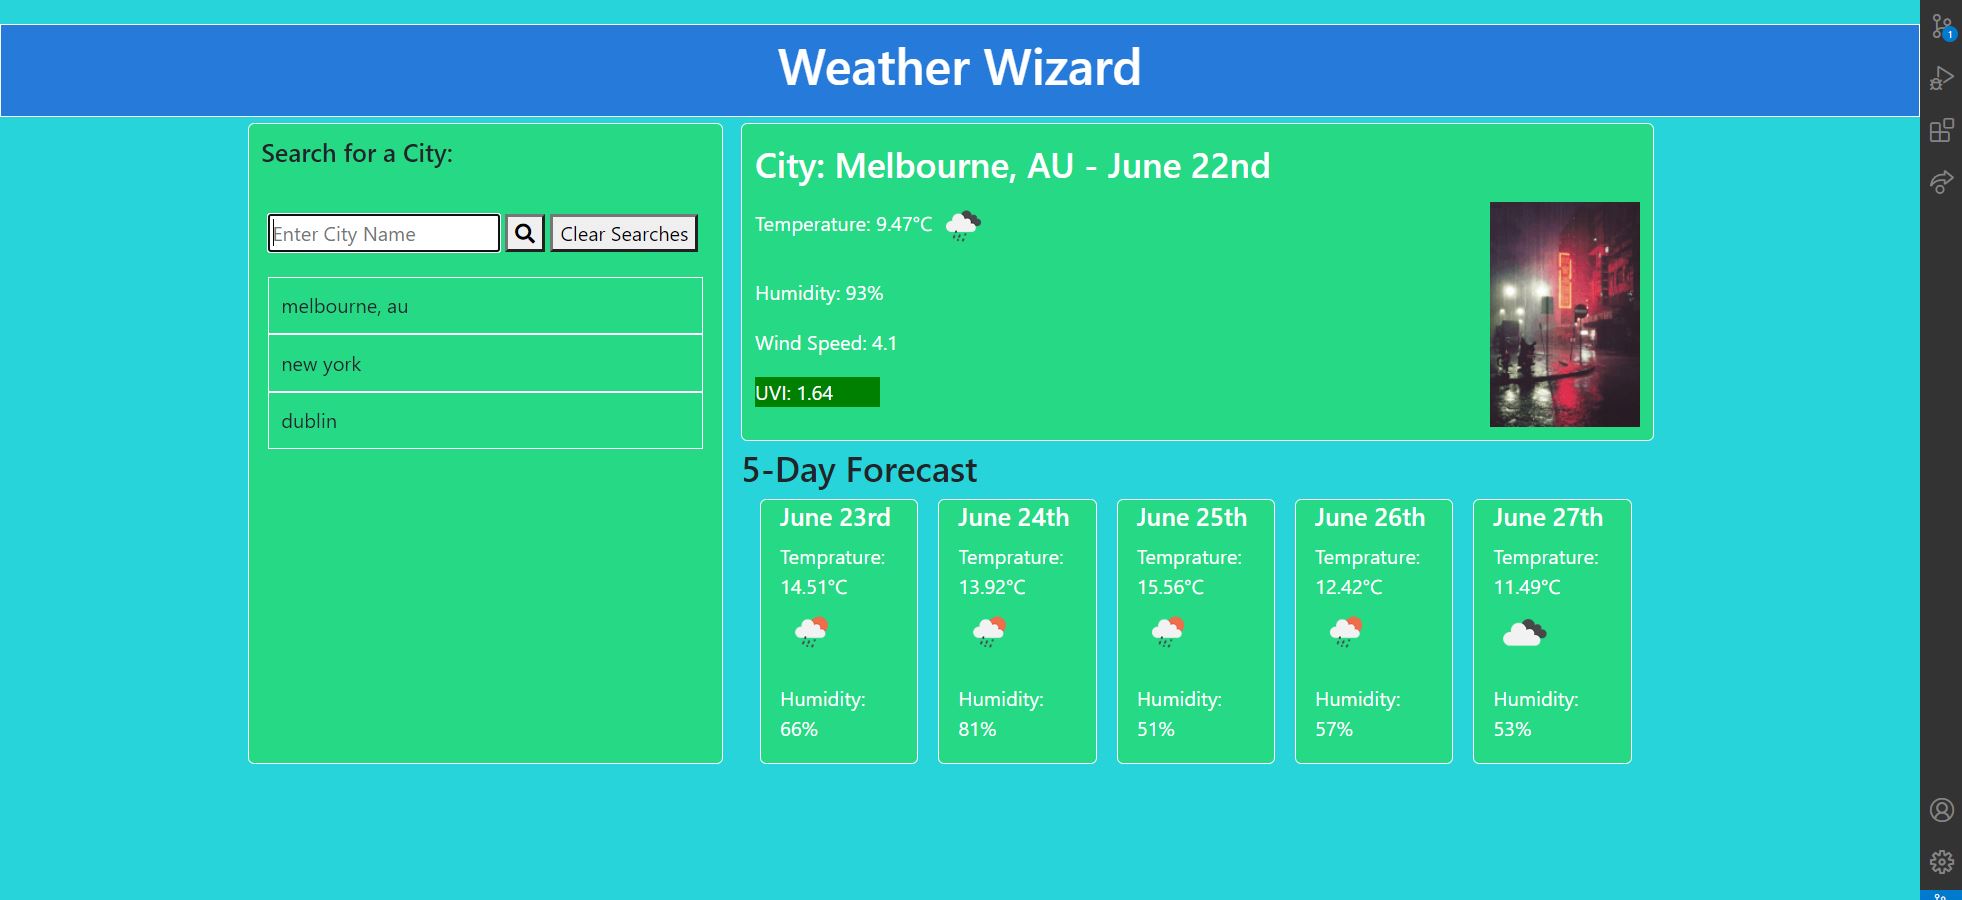 Weather Wizard
1
Search for a City:
Enter City Name
Clear Searches
melbourne, au
new york
dublin
City: Melbourne, AU - June 22nd
Temperature: 9.47°C
Humidity: 93%
Wind Speed: 4.1
UVI: 1.64
5-Day Forecast
June 23rd
Temprature:
14.51°C
Humidity:
66%
June 24th
Temprature:
13.92°C
Humidity:
81%
June 25th
Temprature:
15.56°C
Humidity:
51%
June 26th
Temprature:
12.42°C
Humidity:
57%
June 27th
Temprature:
11.49°C
Humidity:
53%